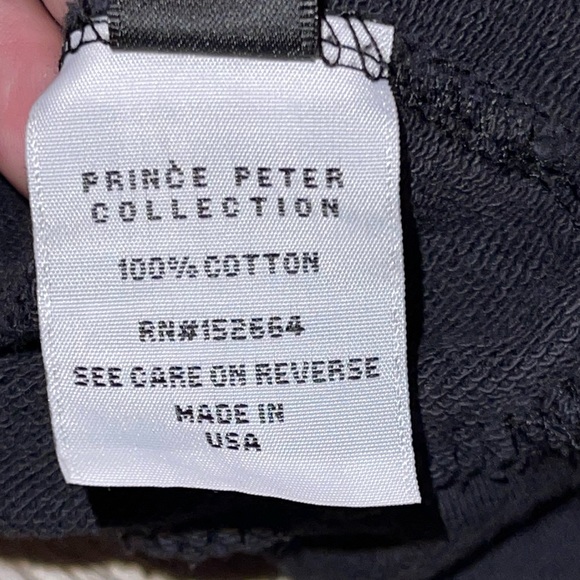 PRINCE PETER
COLLECTION
100% COTTON
RN#152664
SEE CARE ON REVERSE
MADE IN
USA